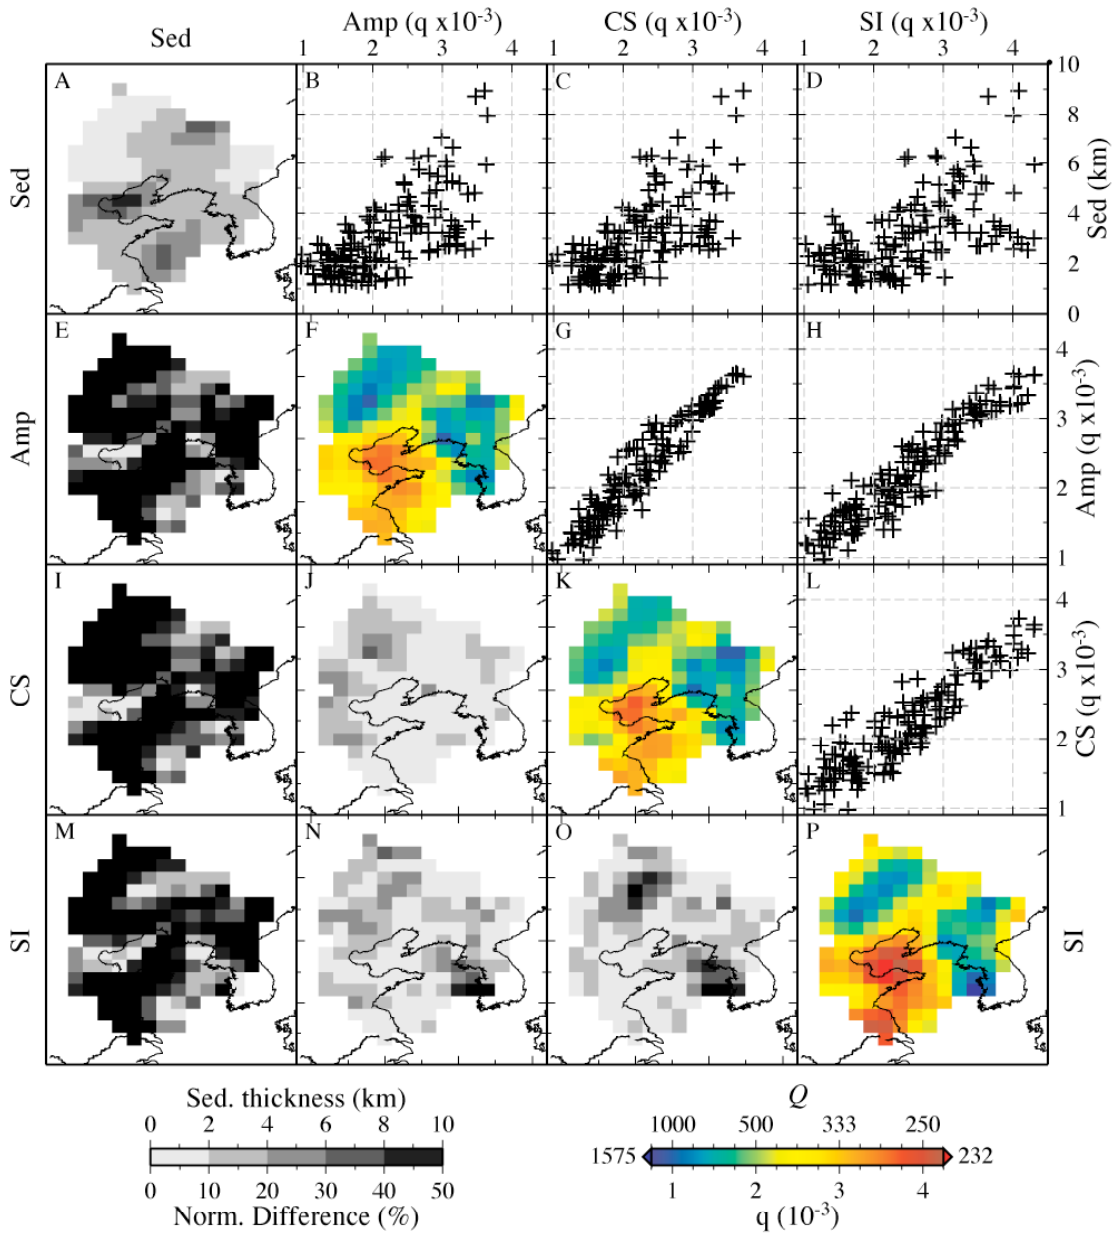 Sed
Amp (q x10-3)
CS (q x10-3)
SI (q x10-3)
1 2 3 4
1 2 3 4
1 2 3 4
A
B
C
D
Sed
10
8
6
4
2
0
Sed (km)
E
F
G
H
Amp
4
3
2
1
Amp (q x10-3)
I
J
K
L
CS
4
3
2
1
CS (q x10-3)
M
N
O
P
SI
SI
Sed. thickness (km)
0 2 4 6 8 10
0 10 20 30 40 50
Norm. Difference (%)
Q
1000 500 333 250
1575
232
1 2 3 4
q (10-3)